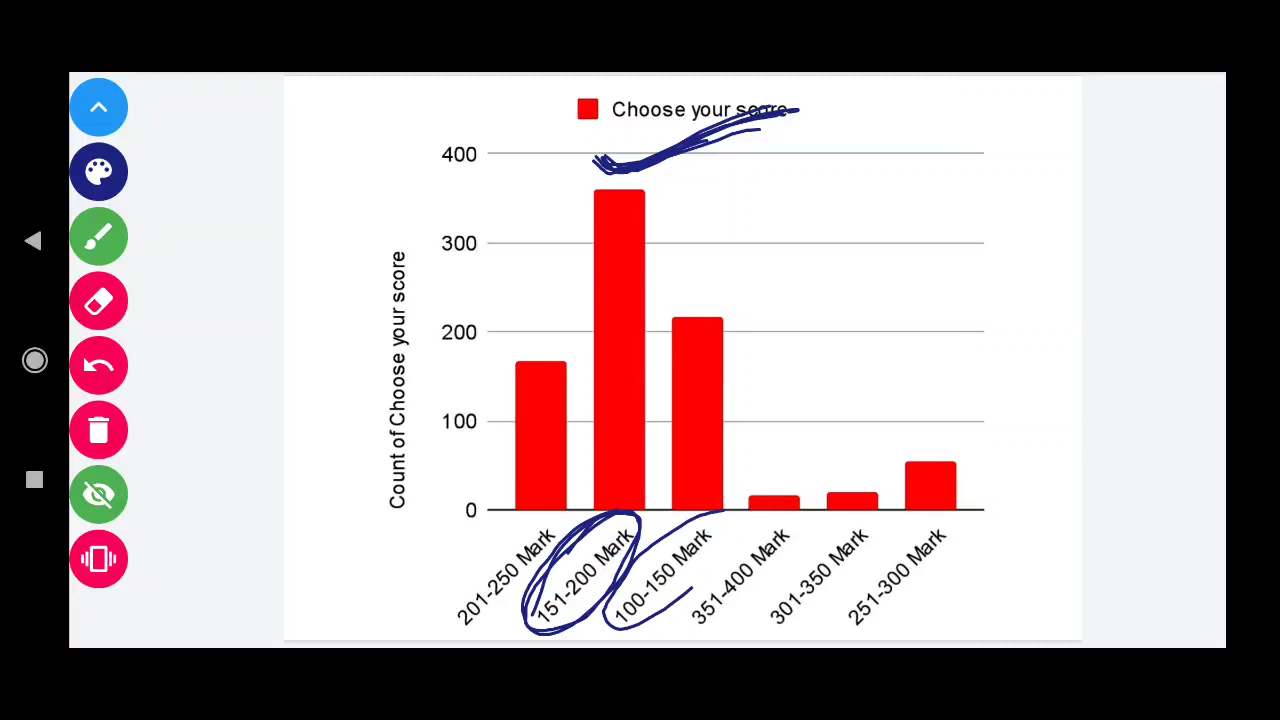 Choose your score
400
300
200
100
0
Count of Choose your score
201-250 Mark
151-200 Mark
100-150 Mark
351-400 Mark
301-350 Mark
251-300 Mark